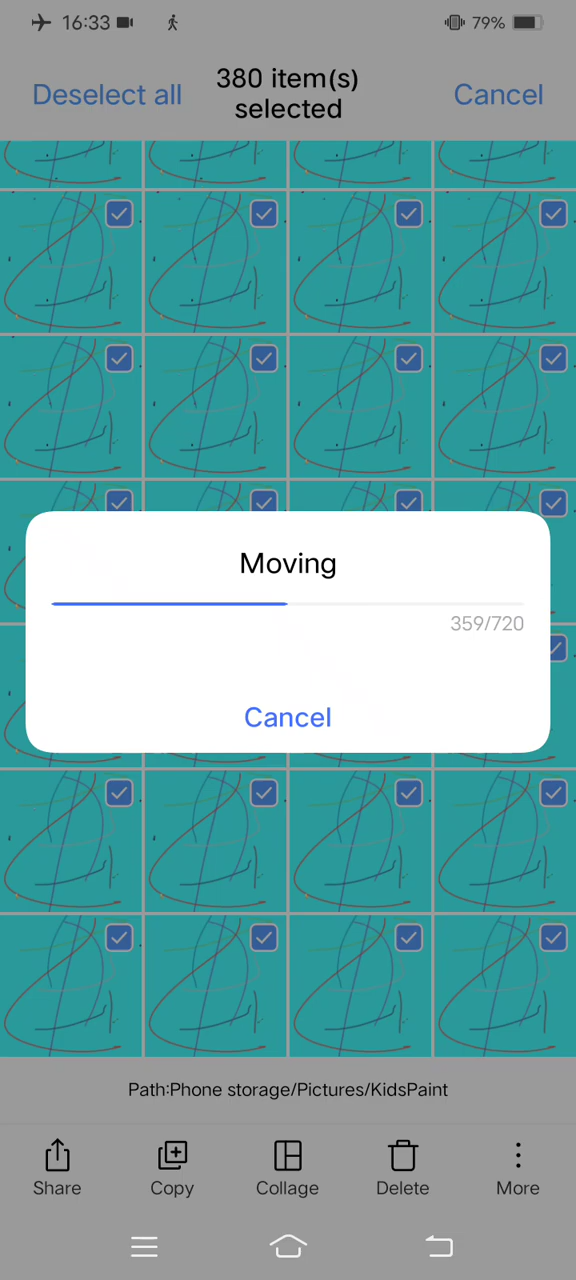 16:33
79%
Deselect all
380 item(s)
selected
Cancel
Moving
359/720
Cancel
Path:Phone storage/Pictures/KidsPaint
Share
Copy
Collage
Delete
More